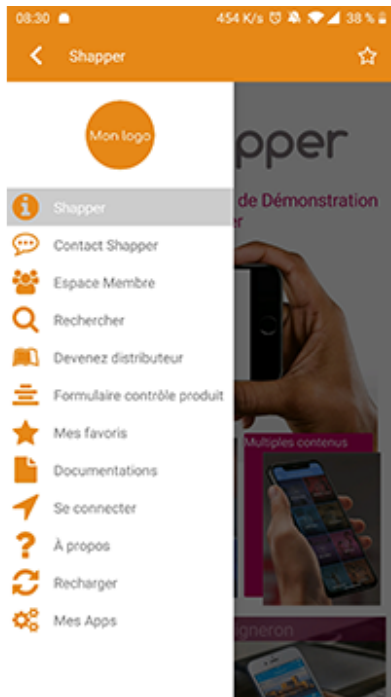 08:30 454 K/s 38 %
Shapper
Mon logo
pper
de Démonstration
er
Shapper
Contact Shapper
Espace Membre
Rechercher
Devenez distributeur
Formulaire contrôle produit
Mes favoris
Multiples contenus
Documentations
Se connecter
À propos
Recharger
Mes Apps
gneron